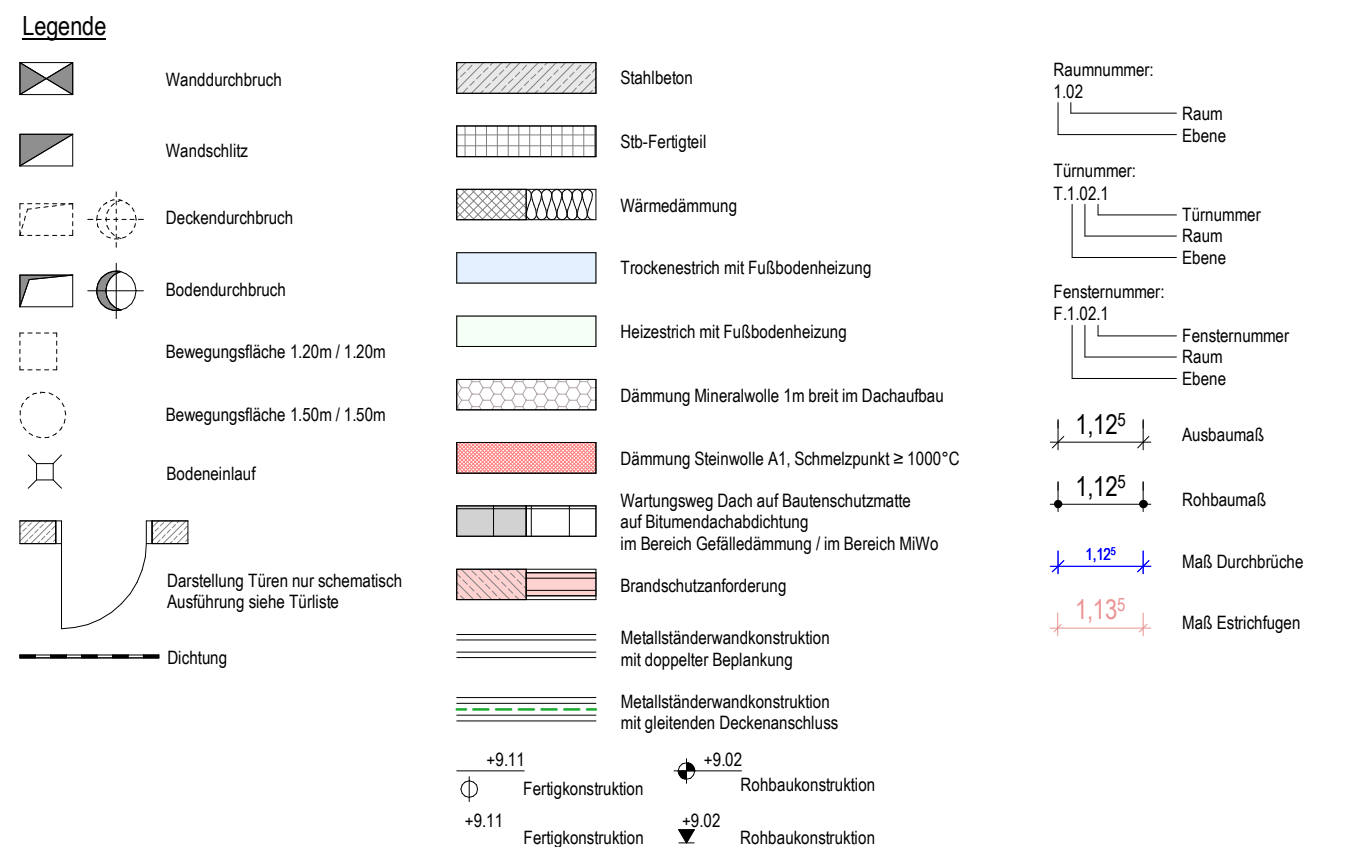 Legende
Wanddurchbruch
Wandschlitz
Deckendurchbruch
Bodendurchbruch
Bewegungsfläche 1.20m / 1.20m
Bewegungsfläche 1.50m / 1.50m
Bodeneinlauf
Darstellung Türen nur schematisch
Ausführung siehe Türliste
Dichtung
Stahlbeton
Stb-Fertigteil
Wärmedämmung
Trockenestrich mit Fußbodenheizung
Heizestrich mit Fußbodenheizung
Dämmung Mineralwolle 1m breit im Dachaufbau
Dämmung Steinwolle A1, Schmelzpunkt ≥ 1000°C
Wartungsweg Dach auf Bautenschutzmatte
auf Bitumendachabdichtung
im Bereich Gefälledämmung / im Bereich MiWo
Brandschutzanforderung
Metallständerwandkonstruktion
mit doppelter Beplankung
Metallständerwandkonstruktion
mit gleitenden Deckenanschluss
+9.11
Fertigkonstruktion
+9.02
Rohbaukonstruktion
+9.11
Fertigkonstruktion
+9.02
Rohbaukonstruktion
Raumnummer:
1.02
Raum
Ebene
Türnummer:
T.1.02.1
Türnummer
Raum
Ebene
Fensternummer:
F.1.02.1
Fensternummer
Raum
Ebene
1,12⁵
Ausbaumaß
1,12⁵
Rohbaumaß
1,12⁵
Maß Durchbrüche
1,13⁵
Maß Estrichfugen